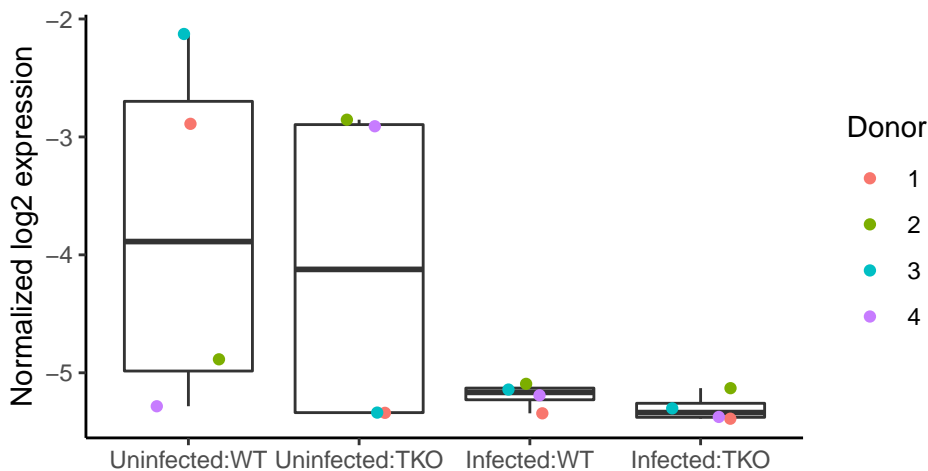 Normalized log2 expression
−2
−3
−4
−5
Uninfected:WT Uninfected:TKO Infected:WT Infected:TKO
Donor
1
2
3
4